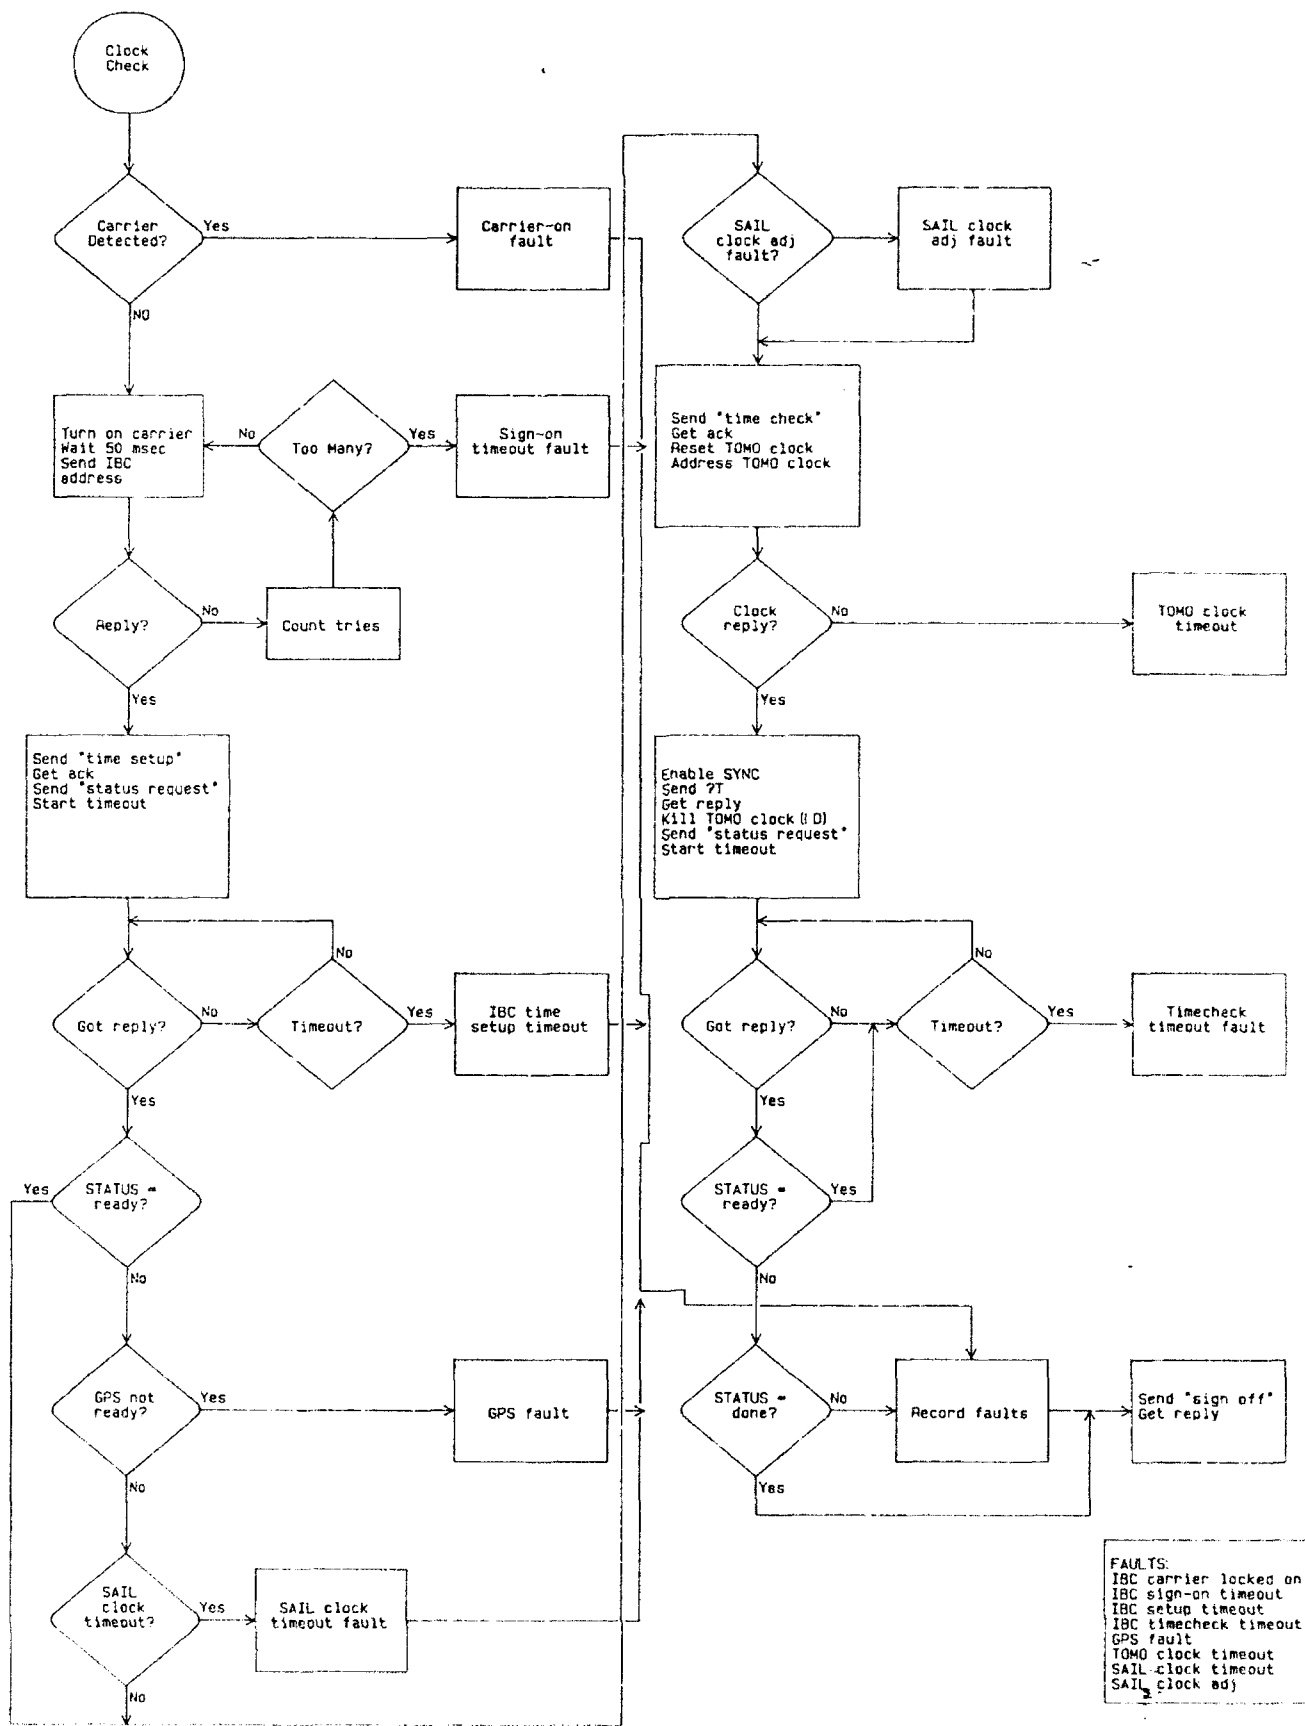 Clock
Check
Carrier
Detected?
Yes
NO
Carrier-on
fault
Turn on carrier
Wait 50 msec
Send IBC
address
No
Too Many?
Yes
Sign-on
timeout fault
Reply?
No
Count tries
Yes
Send "time setup"
Get ack
Send "status request"
Start timeout
Got reply?
No
No
Timeout?
Yes
IBC time
setup timeout
Yes
Yes
STATUS =
ready?
No
GPS not
ready?
Yes
GPS fault
No
SAIL
clock
timeout?
Yes
SAIL clock
timeout fault
No
SAIL
clock adj
fault?
SAIL clock
adj fault
Send "time check"
Get ack
Reset TOMO clock
Address TOMO clock
Clock
reply?
No
TOMO clock
timeout
Yes
Enable SYNC
Send ?T
Get reply
Kill TOMO clock (! D)
Send "status request"
Start timeout
Got reply?
No
No
Timeout?
Yes
Timecheck
timeout fault
Yes
STATUS =
ready?
Yes
No
STATUS =
done?
No
Record faults
Send "sign off"
Get reply
Yes
FAULTS:
IBC carrier locked on
IBC sign-on timeout
IBC setup timeout
IBC timecheck timeout
GPS fault
TOMO clock timeout
SAIL clock timeout
SAIL clock adj